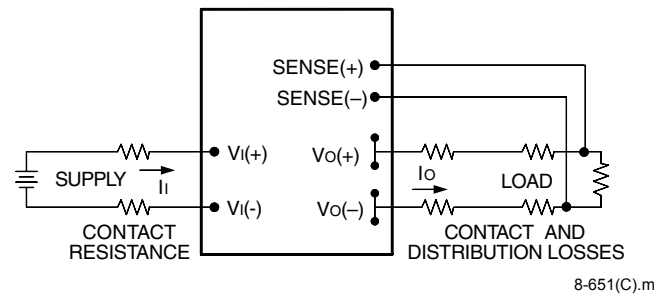 SENSE(+)
SENSE(–)
VI(+)
VO(+)
IO
SUPPLY
II
LOAD
VI(-)
VO(–)
CONTACT
RESISTANCE
CONTACT AND
DISTRIBUTION LOSSES
8-651(C).m